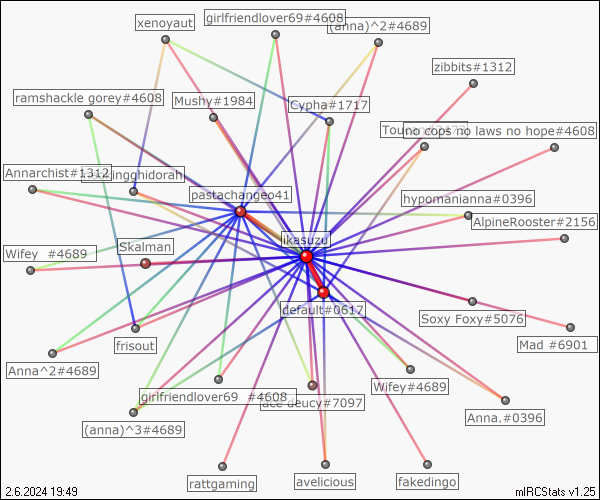 girlfriendlover69#4608
xenoyaut
(anna)^2#4689
zibbits#1312
ramshackle gorey#4608
Mushy#1984
Cypha#1717
no cops no laws no hope#4608
Annarchist#1312
gghidorah
pastachangeo41
hypomanianna#0396
AlpineRooster#2156
ikasuzu
Wifey #4689
Skalman
default#0617
Soxy Foxy#5076
Mad #6901
frisout
Anna^2#4689
Wifey#4689
girlfriendlover69 #4608
deucy#7097
Anna.#0396
(anna)^3#4689
rattgaming
avelicious
fakedingo
2.6.2024 19:49
mIRCStats v1.25